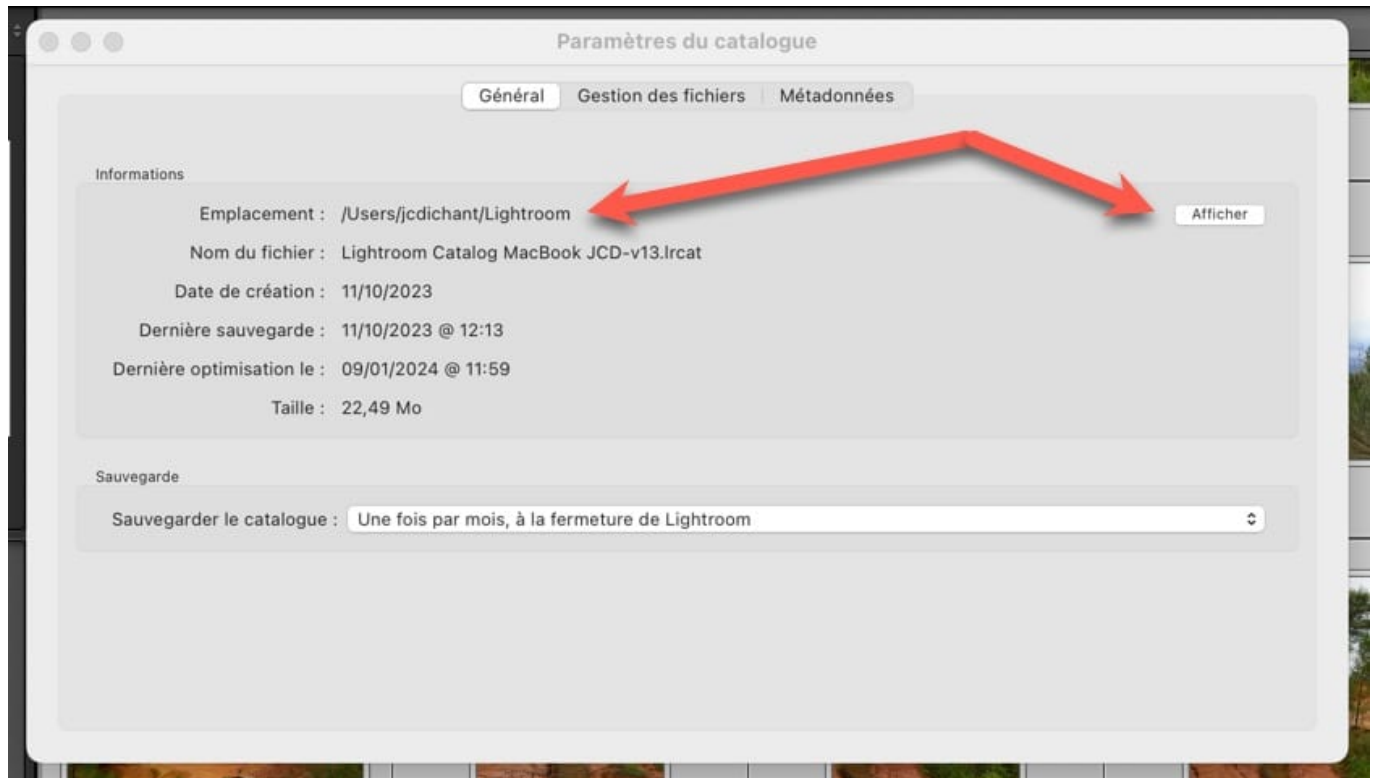 Paramètres du catalogue
Général Gestion des fichiers Métadonnées
Informations
Emplacement : /Users/jcdichant/Lightroom Afficher
Nom du fichier : Lightroom Catalog MacBook JCD-v13.lrcat
Date de création : 11/10/2023
Dernière sauvegarde : 11/10/2023 @ 12:13
Dernière optimisation le : 09/01/2024 @ 11:59
Taille : 22,49 Mo
Sauvegarde
Sauvegarder le catalogue : Une fois par mois, à la fermeture de Lightroom